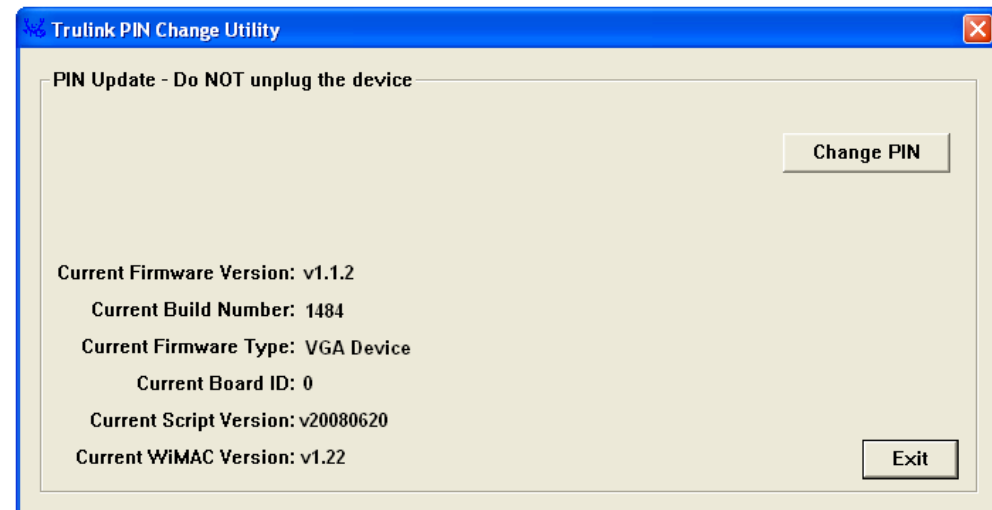 Trulink PIN Change Utility
PIN Update - Do NOT unplug the device
Change PIN
Current Firmware Version: v1.1.2
Current Build Number: 1484
Current Firmware Type: VGA Device
Current Board ID: 0
Current Script Version: v20080620
Current WiMAC Version: v1.22
Exit